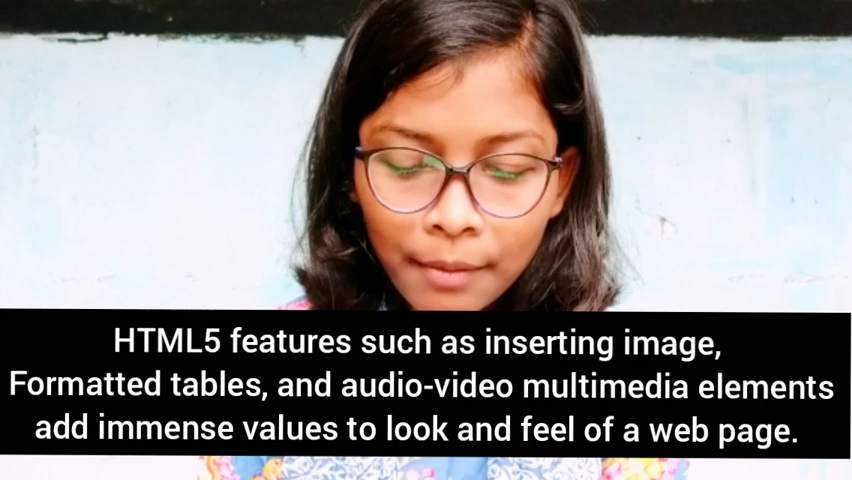 HTML5 features such as inserting image,
Formatted tables, and audio-video multimedia elements
add immense values to look and feel of a web page.